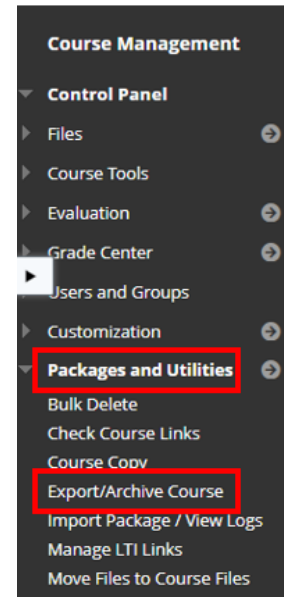 Course Management
Control Panel
Files
Course Tools
Evaluation
Grade Center
Users and Groups
Customization
Packages and Utilities
Bulk Delete
Check Course Links
Course Copy
Export/Archive Course
Import Package / View Logs
Manage LTI Links
Move Files to Course Files